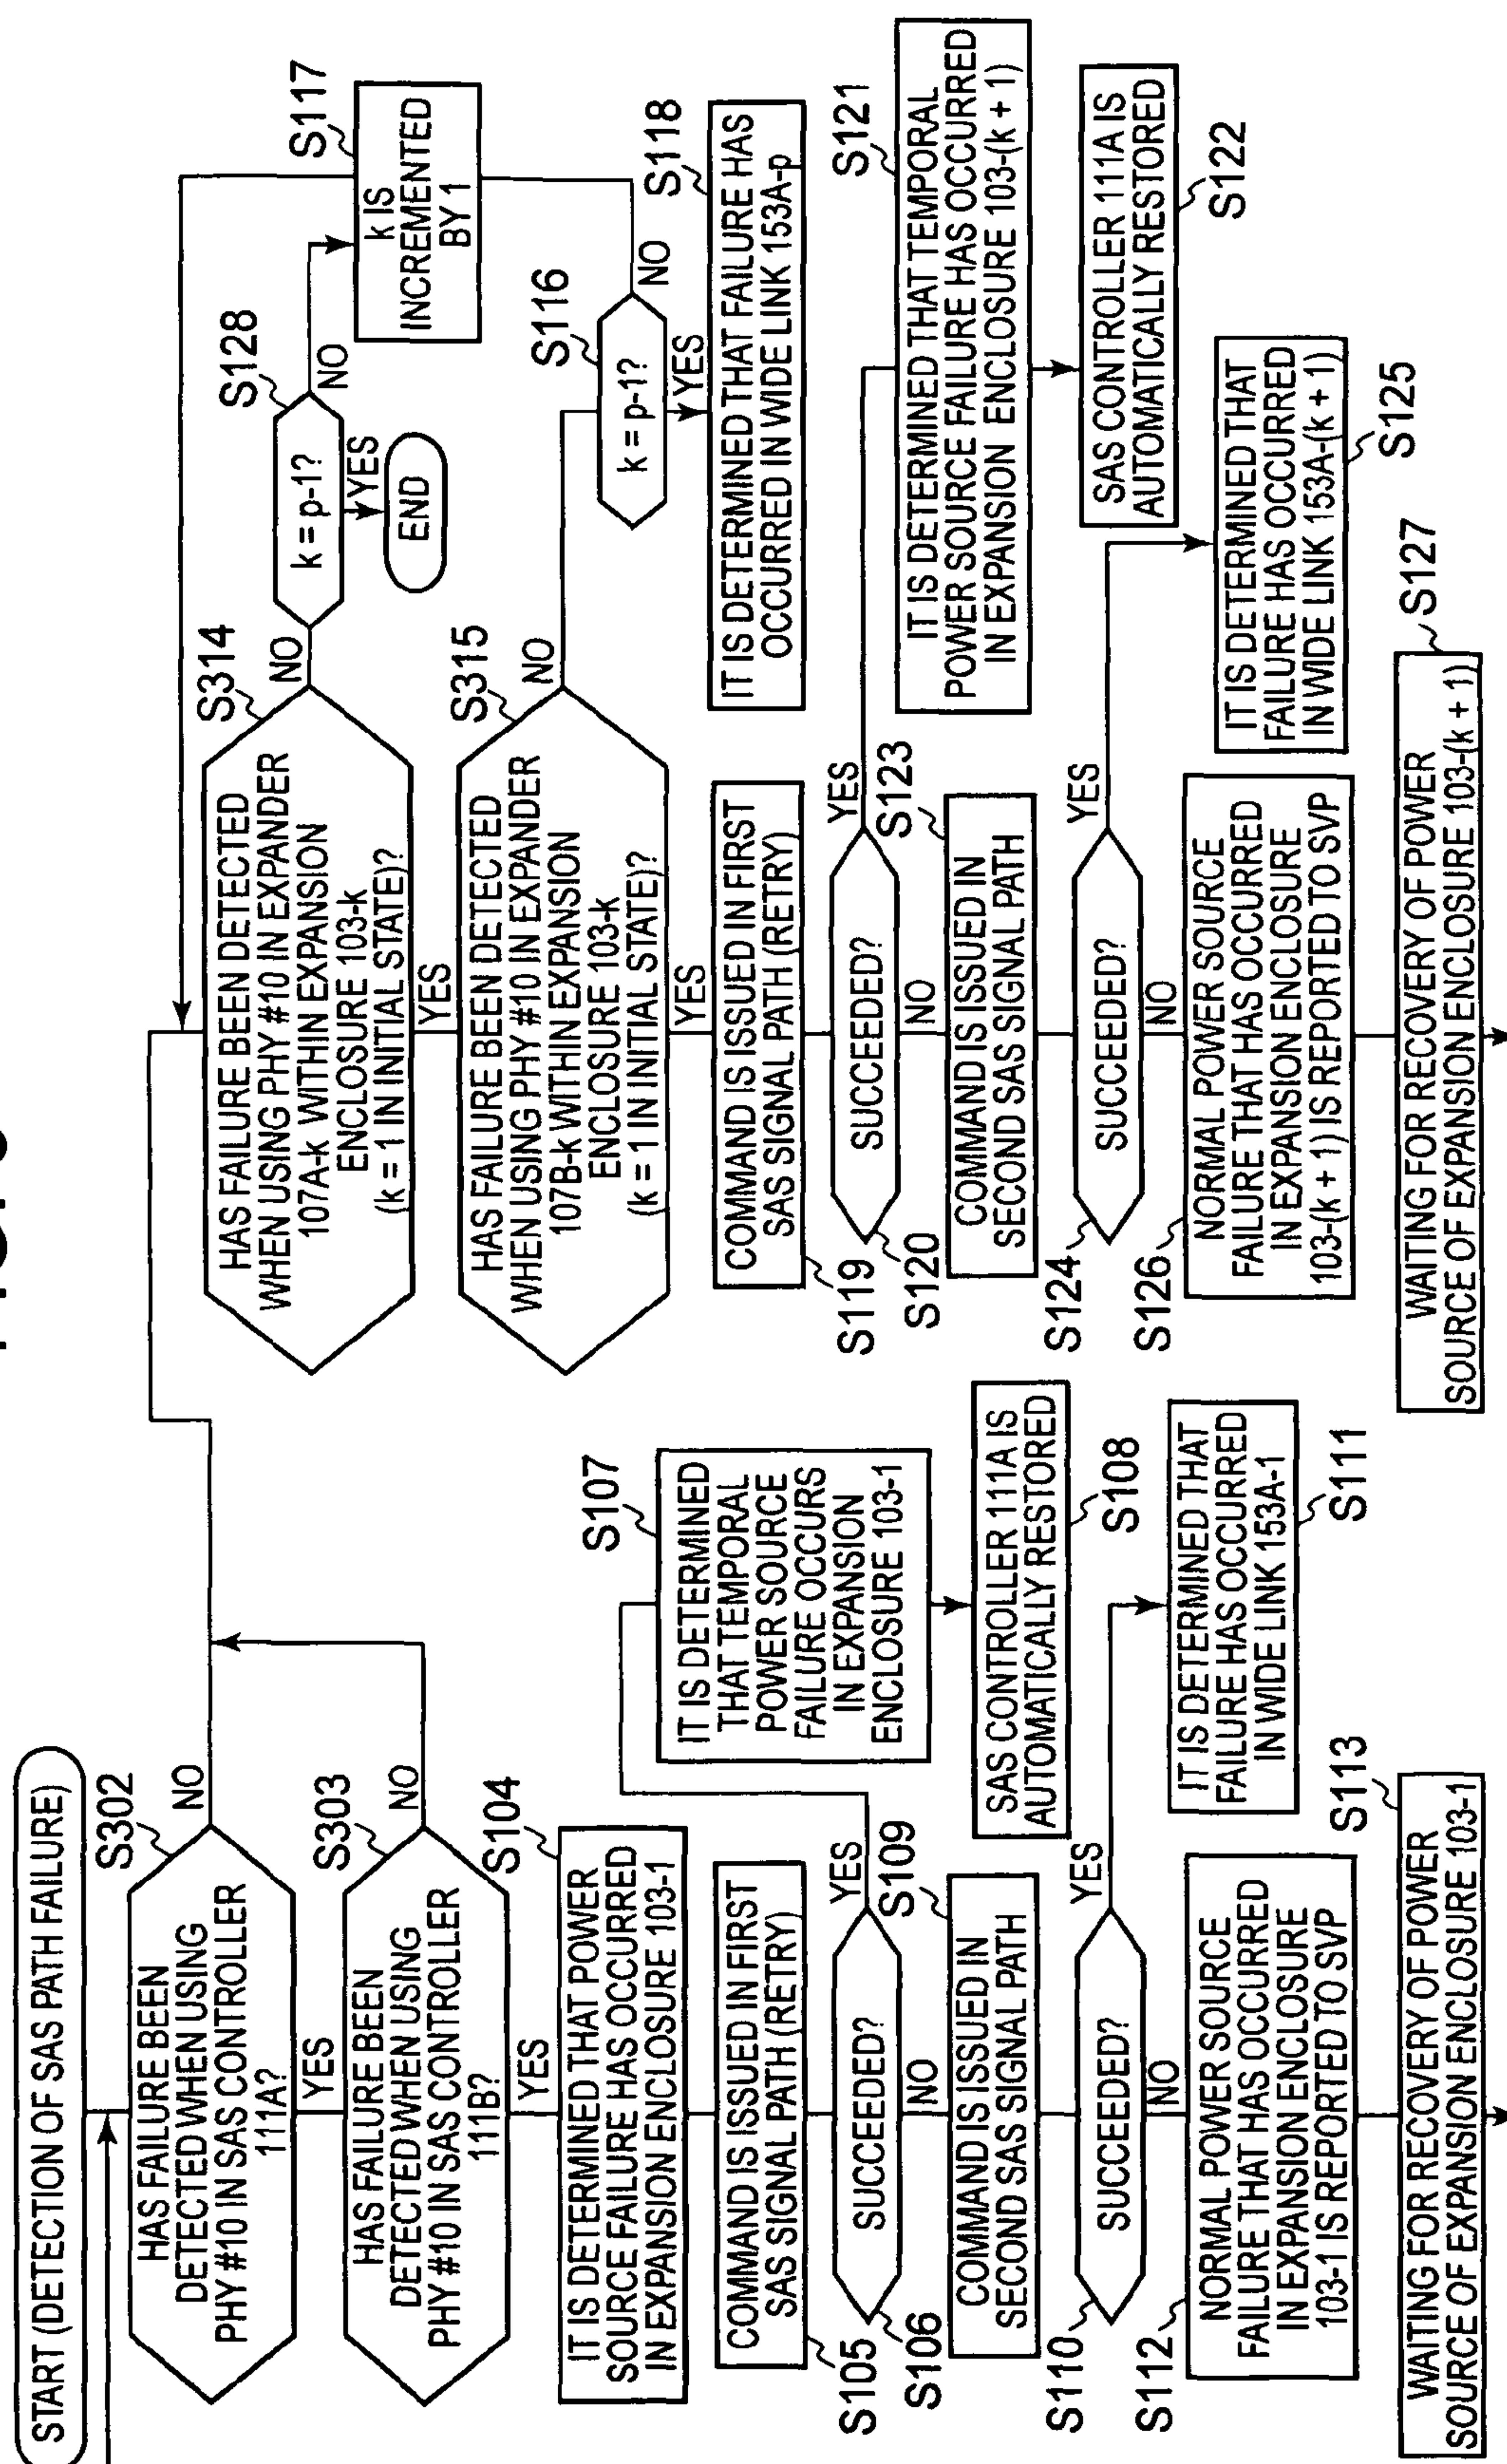 START (DETECTION OF SAS PATH FAILURE)
S302
HAS FAILURE BEEN
DETECTED WHEN USING
PHY #10 IN SAS CONTROLLER
111A?
NO
YES
S303
HAS FAILURE BEEN
DETECTED WHEN USING
PHY #10 IN SAS CONTROLLER
111B?
NO
YES
S104
IT IS DETERMINED THAT POWER
SOURCE FAILURE HAS OCCURRED
IN EXPANSION ENCLOSURE 103-1
COMMAND IS ISSUED IN FIRST
SAS SIGNAL PATH (RETRY)
S105
SUCCEEDED?
S106
YES
NO
S107
IT IS DETERMINED
THAT TEMPORAL
POWER SOURCE
FAILURE OCCURS
IN EXPANSION
ENCLOSURE 103-1
SAS CONTROLLER 111A IS
AUTOMATICALLY RESTORED
S108
S109
COMMAND IS ISSUED IN
SECOND SAS SIGNAL PATH
SUCCEEDED?
S110
YES
NO
IT IS DETERMINED THAT
FAILURE HAS OCCURRED
IN WIDE LINK 153A-1
S111
S112
NORMAL POWER SOURCE
FAILURE THAT HAS OCCURRED
IN EXPANSION ENCLOSURE
103-1 IS REPORTED TO SVP
S113
WAITING FOR RECOVERY OF POWER
SOURCE OF EXPANSION ENCLOSURE 103-1
S314
HAS FAILURE BEEN DETECTED
WHEN USING PHY #10 IN EXPANDER
107A-k WITHIN EXPANSION
ENCLOSURE 103-k
(k = 1 IN INITIAL STATE)?
NO
YES
S128
k = p-1?
NO
YES
END
S117
k IS
INCREMENTED
BY 1
S315
HAS FAILURE BEEN DETECTED
WHEN USING PHY #10 IN EXPANDER
107B-k WITHIN EXPANSION
ENCLOSURE 103-k
(k = 1 IN INITIAL STATE)?
NO
YES
S116
k = p-1?
NO
YES
S118
IT IS DETERMINED THAT FAILURE HAS
OCCURRED IN WIDE LINK 153A-p
COMMAND IS ISSUED IN FIRST
SAS SIGNAL PATH (RETRY)
S119
SUCCEEDED?
S120
YES
NO
S121
IT IS DETERMINED THAT TEMPORAL
POWER SOURCE FAILURE HAS OCCURRED
IN EXPANSION ENCLOSURE 103-(k + 1)
SAS CONTROLLER 111A IS
AUTOMATICALLY RESTORED
S122
S123
COMMAND IS ISSUED IN
SECOND SAS SIGNAL PATH
SUCCEEDED?
S124
YES
NO
IT IS DETERMINED THAT
FAILURE HAS OCCURRED
IN WIDE LINK 153A-(k + 1)
S125
S126
NORMAL POWER SOURCE
FAILURE THAT HAS OCCURRED
IN EXPANSION ENCLOSURE
103-(k + 1) IS REPORTED TO SVP
S127
WAITING FOR RECOVERY OF POWER
SOURCE OF EXPANSION ENCLOSURE 103-(k + 1)